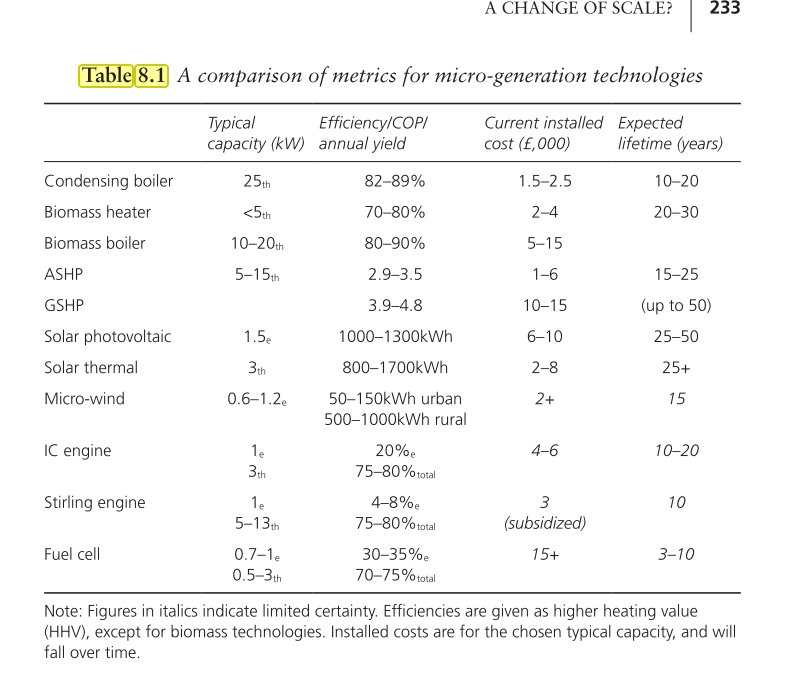 A CHANGE OF SCALE? 233
Table 8.1 A comparison of metrics for micro-generation technologies
Typical Efficiency/COP/ Current installed Expected
capacity (kW) annual yield cost (£,000) lifetime (years)
Condensing boiler 25th 82–89% 1.5–2.5 10–20
Biomass heater <5th 70–80% 2–4 20–30
Biomass boiler 10–20th 80–90% 5–15
ASHP 5–15th 2.9–3.5 1–6 15–25
GSHP 3.9–4.8 10–15 (up to 50)
Solar photovoltaic 1.5e 1000–1300kWh 6–10 25–50
Solar thermal 3th 800–1700kWh 2–8 25+
Micro-wind 0.6–1.2e 50–150kWh urban 2+ 15
500–1000kWh rural
IC engine 1e 20%e 4–6 10–20
3th 75–80%total
Stirling engine 1e 4–8%e 3 10
5–13th 75–80%total (subsidized)
Fuel cell 0.7–1e 30–35%e 15+ 3–10
0.5–3th 70–75%total
Note: Figures in italics indicate limited certainty. Efficiencies are given as higher heating value
(HHV), except for biomass technologies. Installed costs are for the chosen typical capacity, and will
fall over time.